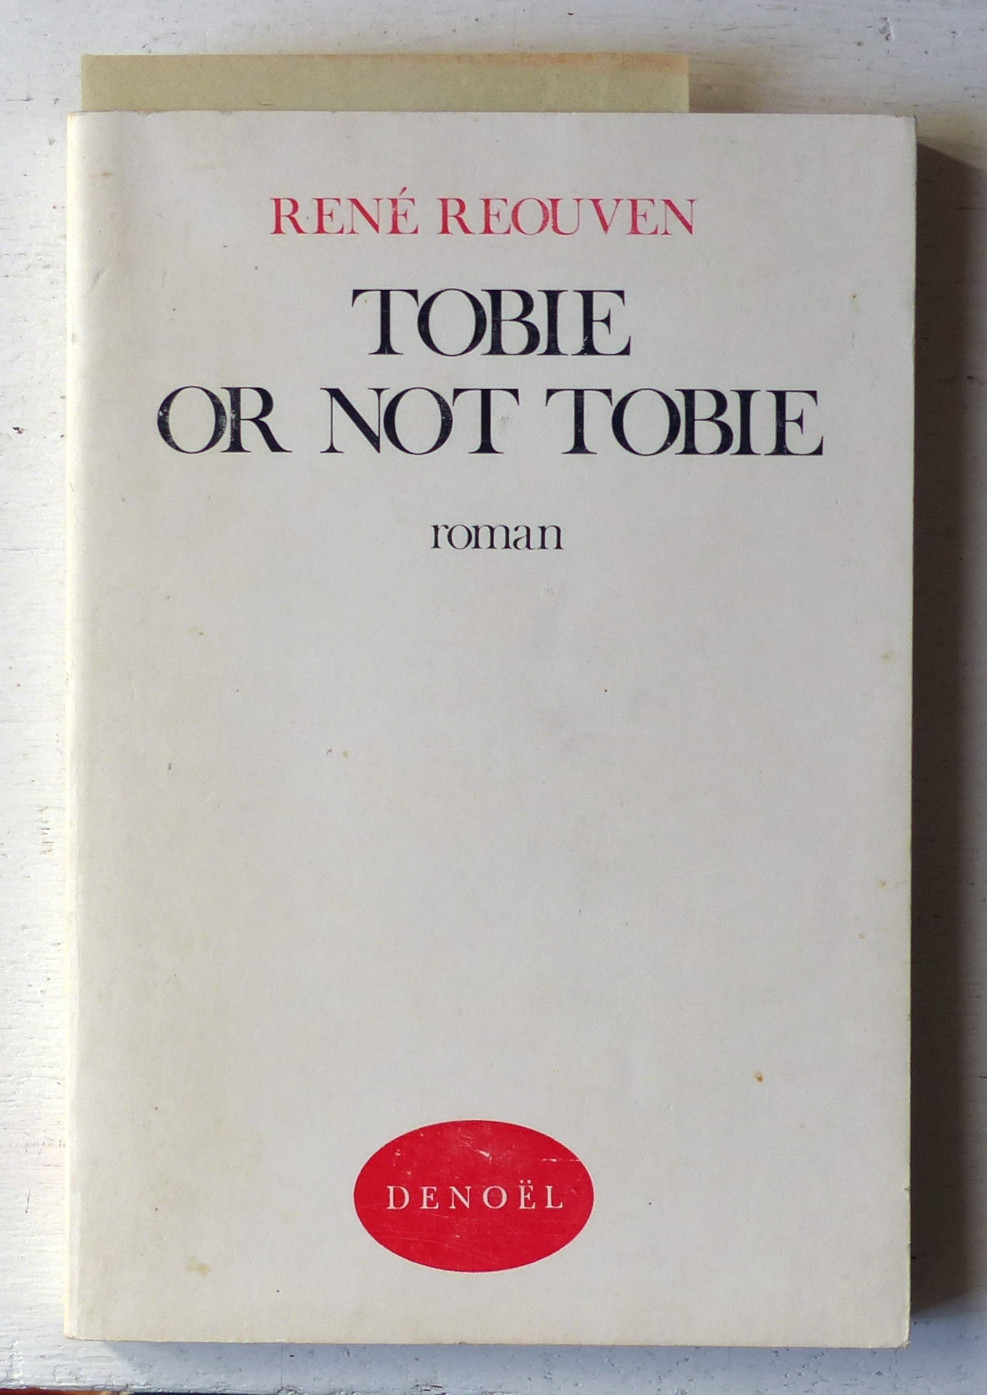 RENÉ REOUVEN
TOBIE
OR NOT TOBIE
roman
DENOËL